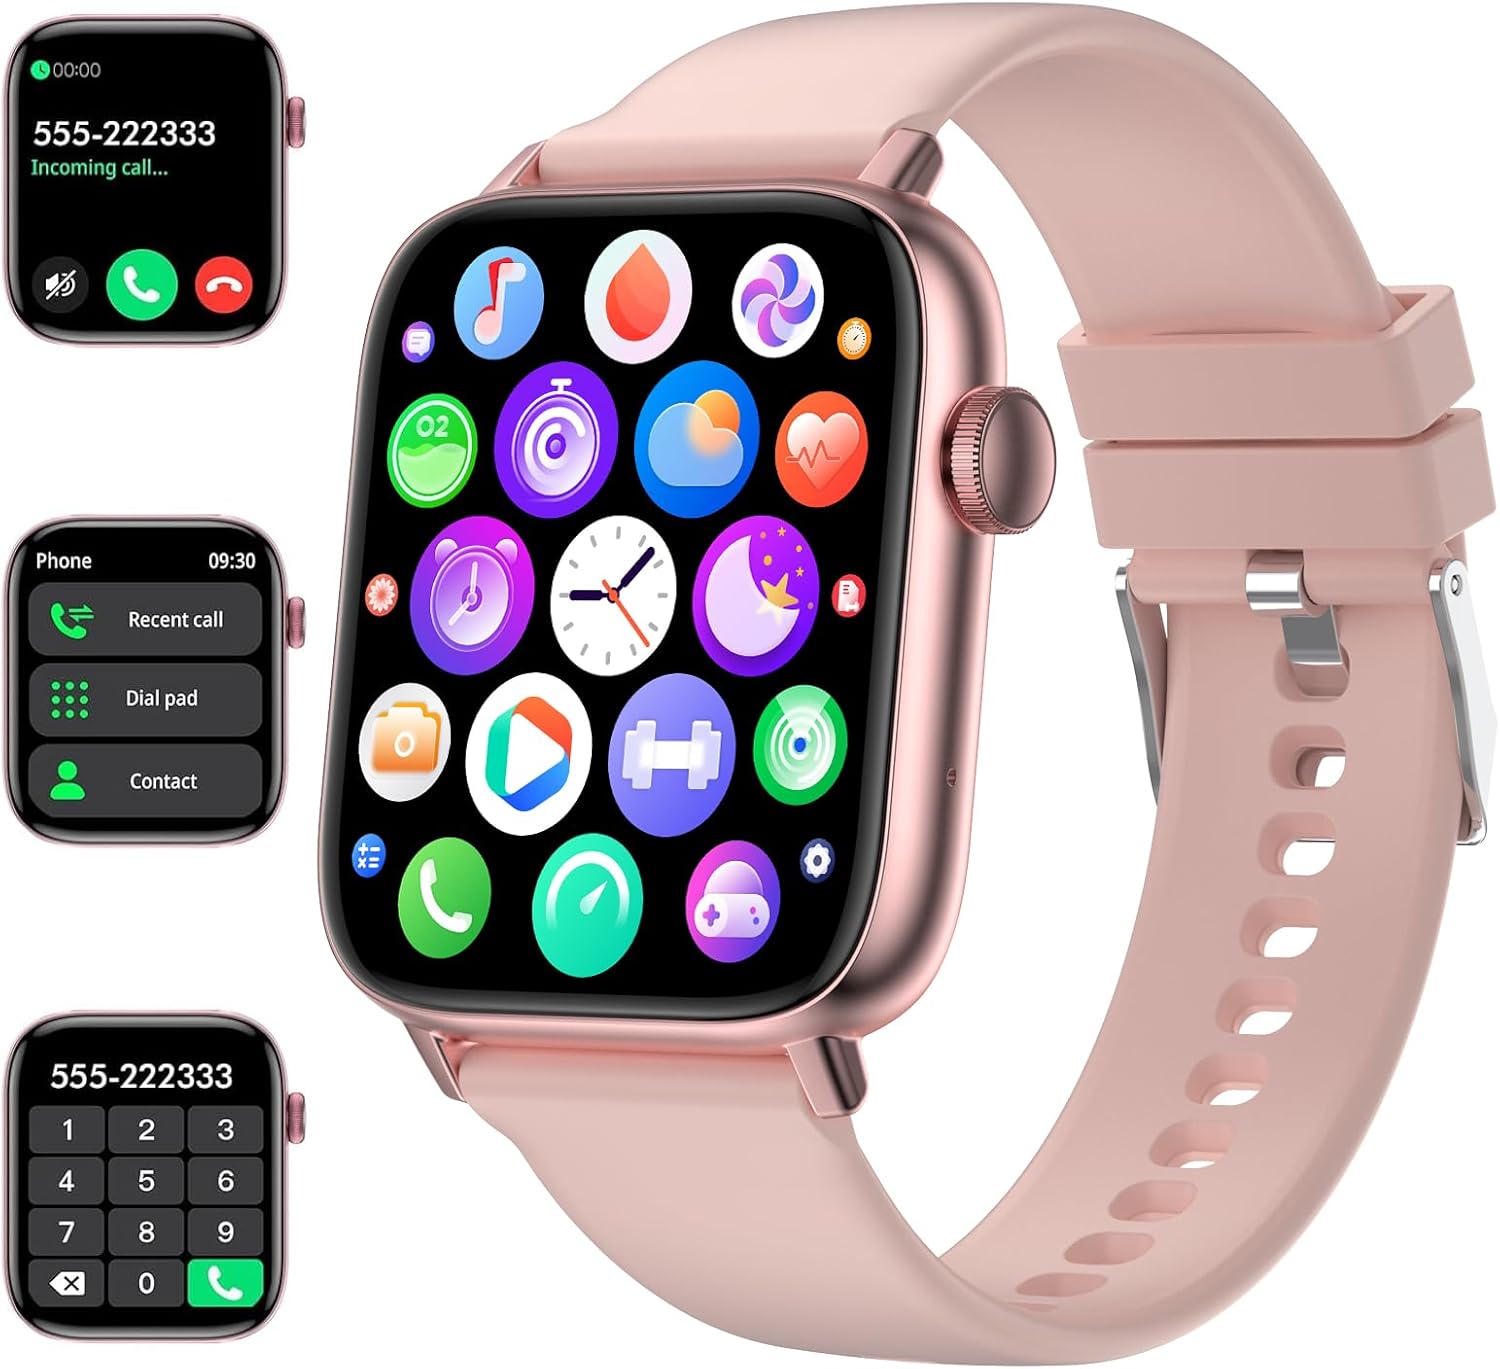 00:00
555-222333
Incoming call...
Phone 09:30
Recent call
Dial pad
Contact
555-222333
1 2 3
4 5 6
7 8 9
0
O2